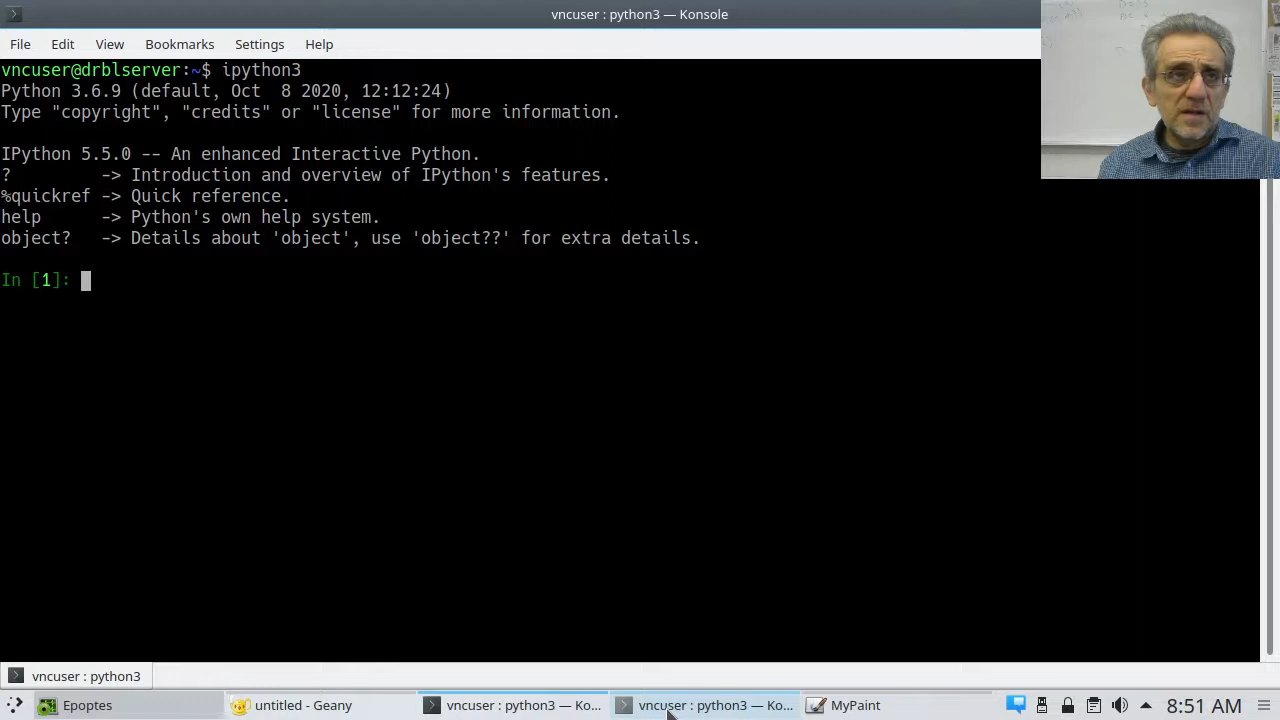 vncuser : python3 — Konsole
File Edit View Bookmarks Settings Help
vncuser@drblserver:~$ ipython3
Python 3.6.9 (default, Oct  8 2020, 12:12:24)
Type "copyright", "credits" or "license" for more information.
IPython 5.5.0 -- An enhanced Interactive Python.
?         -> Introduction and overview of IPython's features.
%quickref -> Quick reference.
help      -> Python's own help system.
object?   -> Details about 'object', use 'object??' for extra details.
In [1]:
vncuser : python3
Epoptes untitled - Geany vncuser : python3 — Ko... vncuser : python3 — Ko... MyPaint 8:51 AM